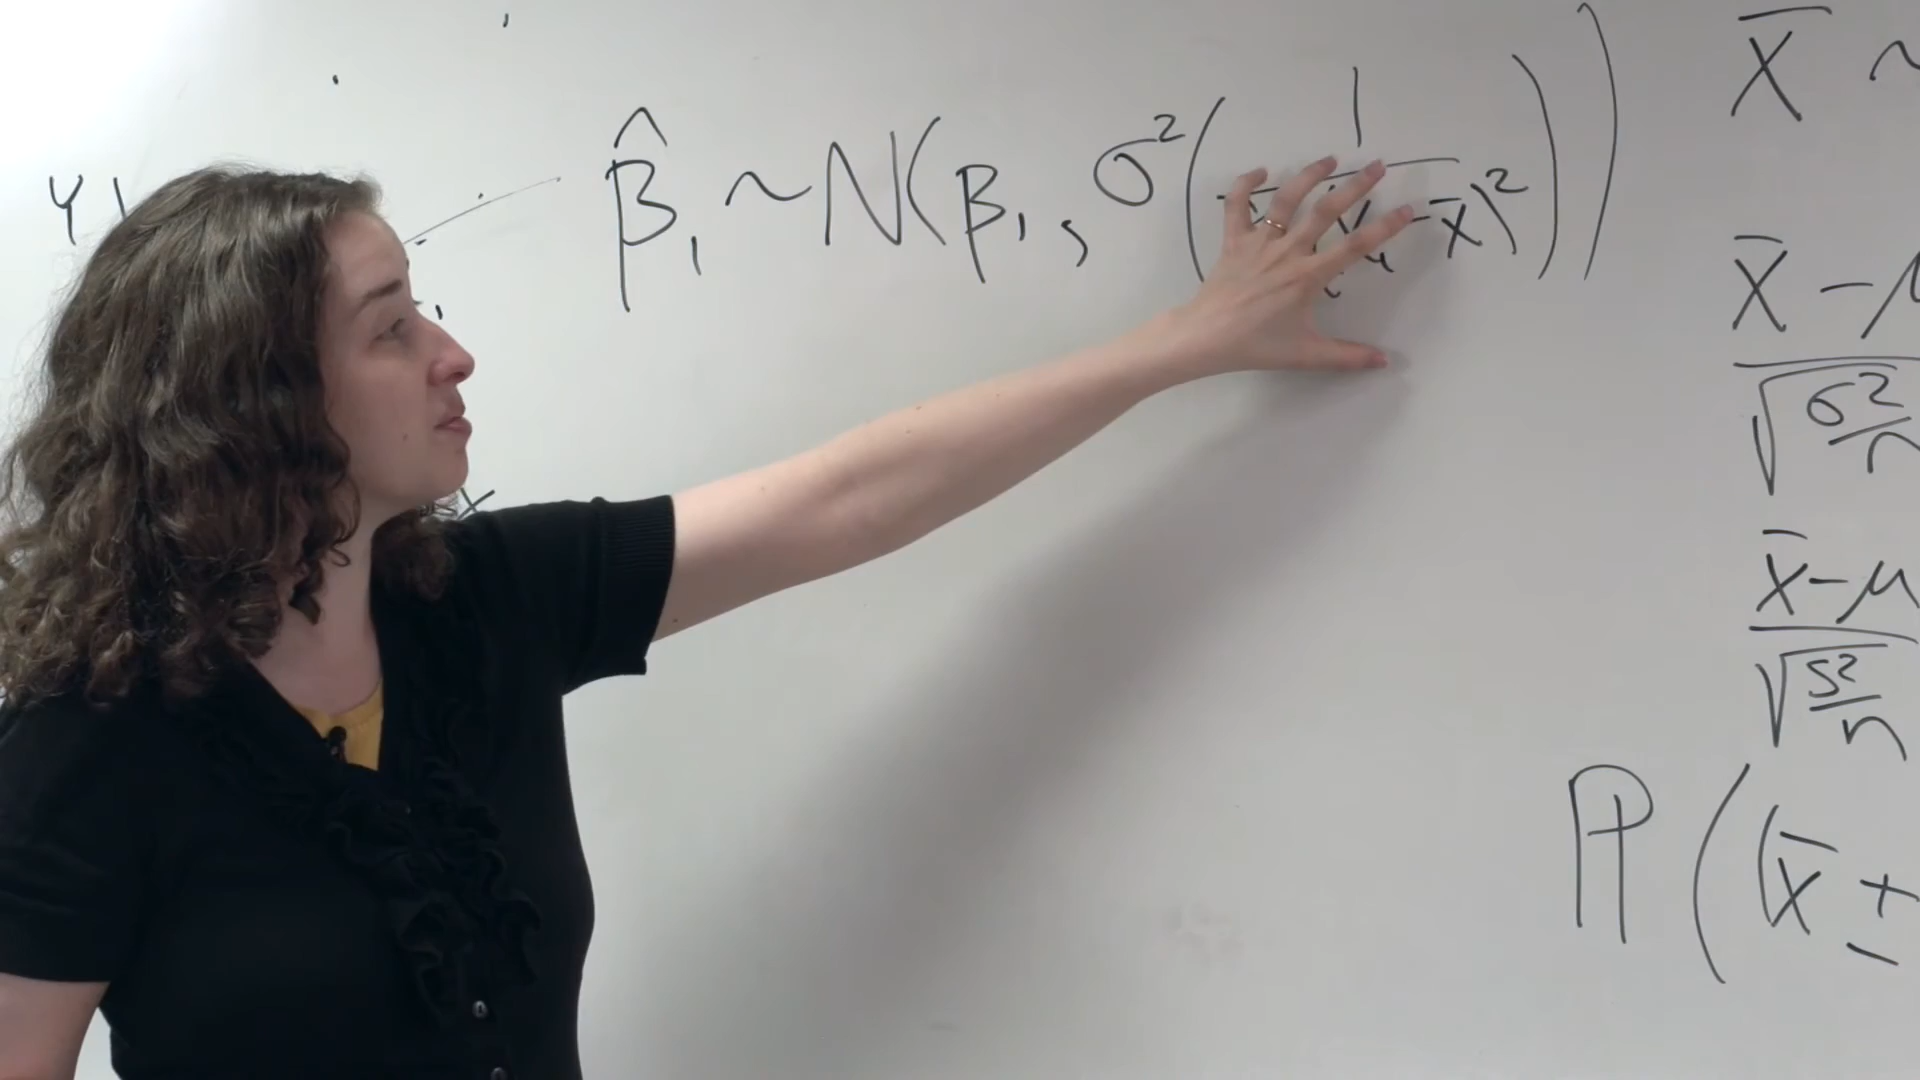 Y
X
β̂₁ ~ N(β₁, σ²(1 / (xᵢ - x̄)²))
X̄ ~
X̄ - μ
√σ²/n
X̄ - μ
√S²/n
ℙ((X̄ ±